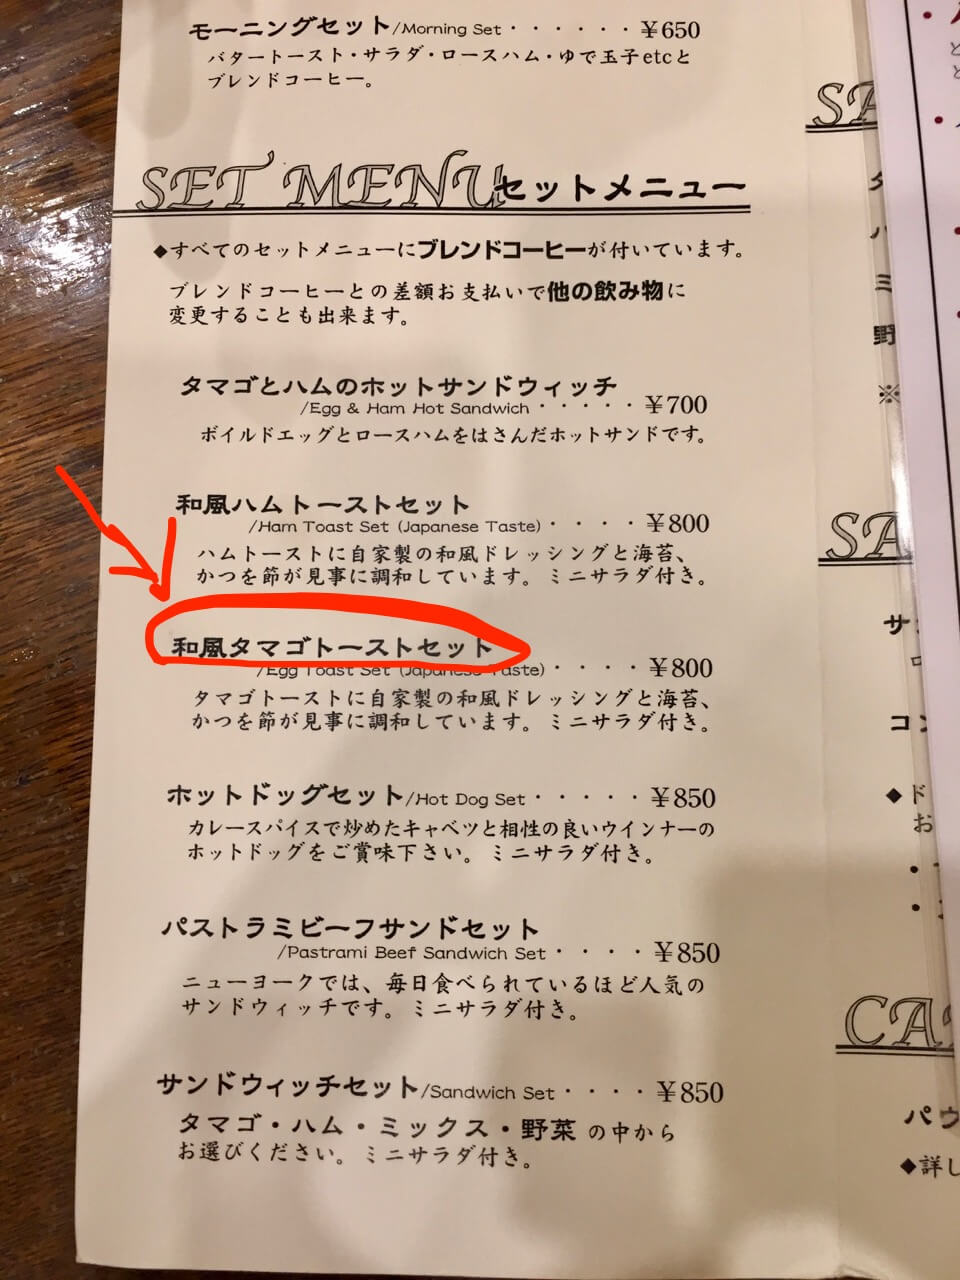 モーニングセット/Morning Set・・・・・・¥650
バタートースト・サラダ・ロースハム・ゆで玉子etcと
ブレンドコーヒー。
SET MENUセットメニュー
◆すべてのセットメニューにブレンドコーヒーが付いています。
ブレンドコーヒーとの差額お支払いで他の飲み物に
変更することも出来ます。
タマゴとハムのホットサンドウィッチ
/Egg & Ham Hot Sandwich・・・・・¥700
ボイルドエッグとロースハムをはさんだホットサンドです。
和風ハムトーストセット
/Ham Toast Set (Japanese Taste)・・・・¥800
ハムトーストに自家製の和風ドレッシングと海苔、
かつを節が見事に調和しています。ミニサラダ付き。
和風タマゴトーストセット
/Egg Toast Set (Japanese Taste)・・・・¥800
タマゴトーストに自家製の和風ドレッシングと海苔、
かつを節が見事に調和しています。ミニサラダ付き。
ホットドッグセット/Hot Dog Set・・・・・¥850
カレースパイスで炒めたキャベツと相性の良いウインナーの
ホットドッグをご賞味下さい。ミニサラダ付き。
パストラミビーフサンドセット
/Pastrami Beef Sandwich Set・・・・¥850
ニューヨークでは、毎日食べられているほど人気の
サンドウィッチです。ミニサラダ付き。
サンドウィッチセット/Sandwich Set・・・・¥850
タマゴ・ハム・ミックス・野菜 の中から
お選びください。ミニサラダ付き。
SA
ミ
野
※
SA
サ
コン
◆ド
お
CA
パウ
◆詳し